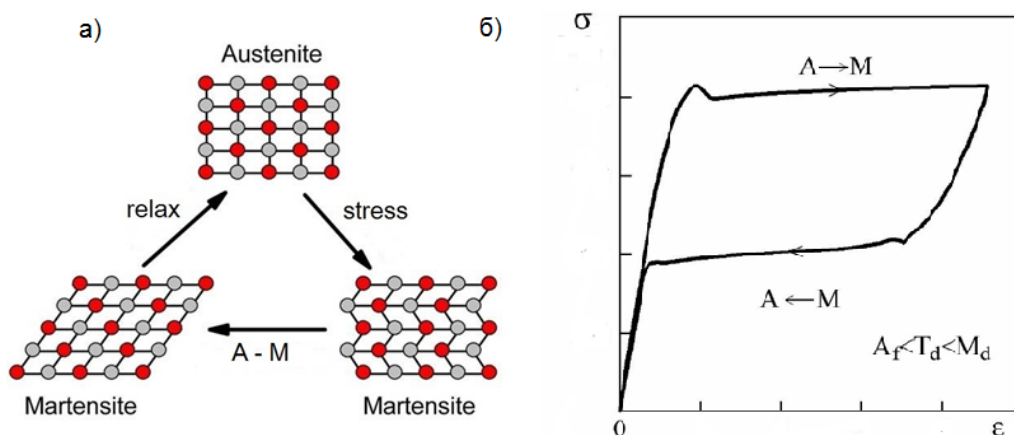 а)
Austenite
relax
stress
A - M
Martensite
Martensite
б)
σ
A→M
A←M
A_f<T_d<M_d
0
ε